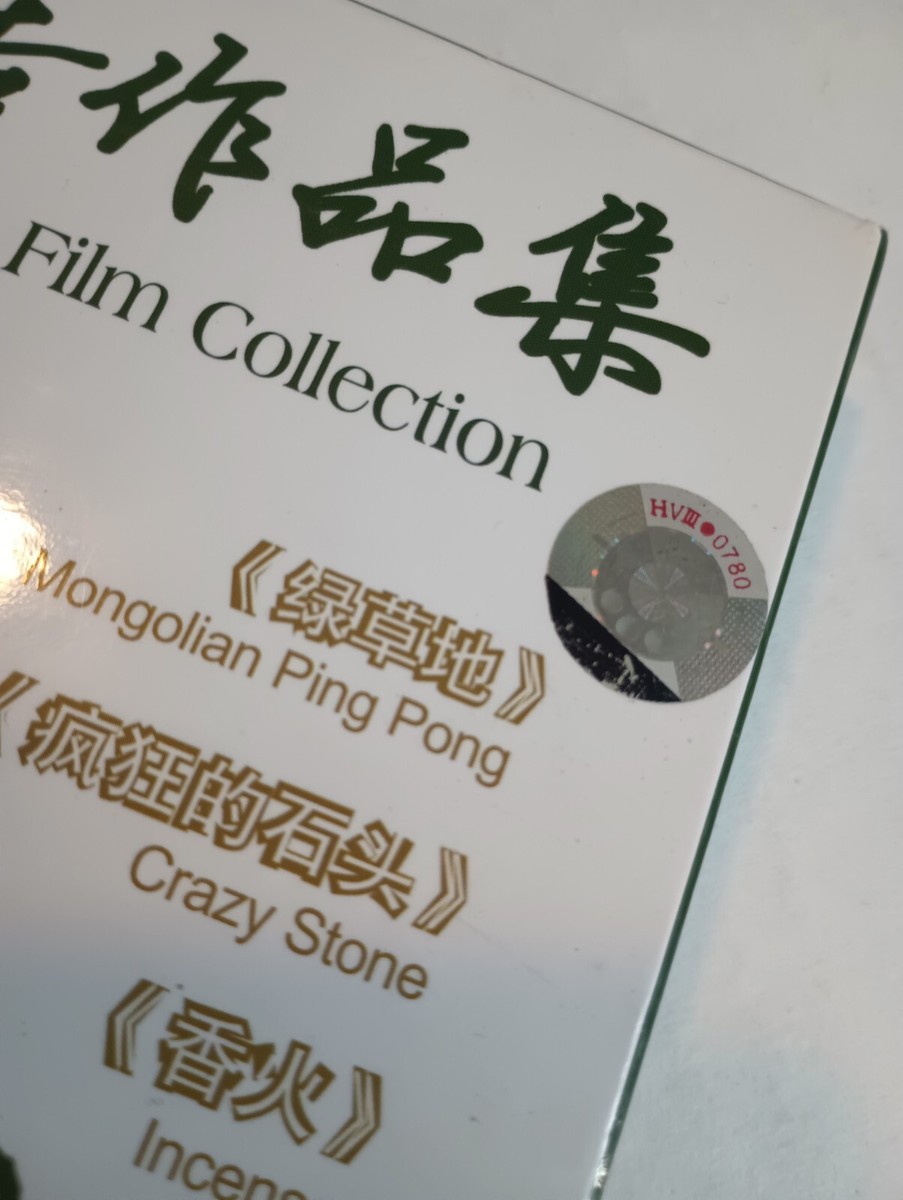 作品集
Film Collection
HVⅢ●0780
《绿草地》
Mongolian Ping Pong
《疯狂的石头》
Crazy Stone
《香火》
Incens